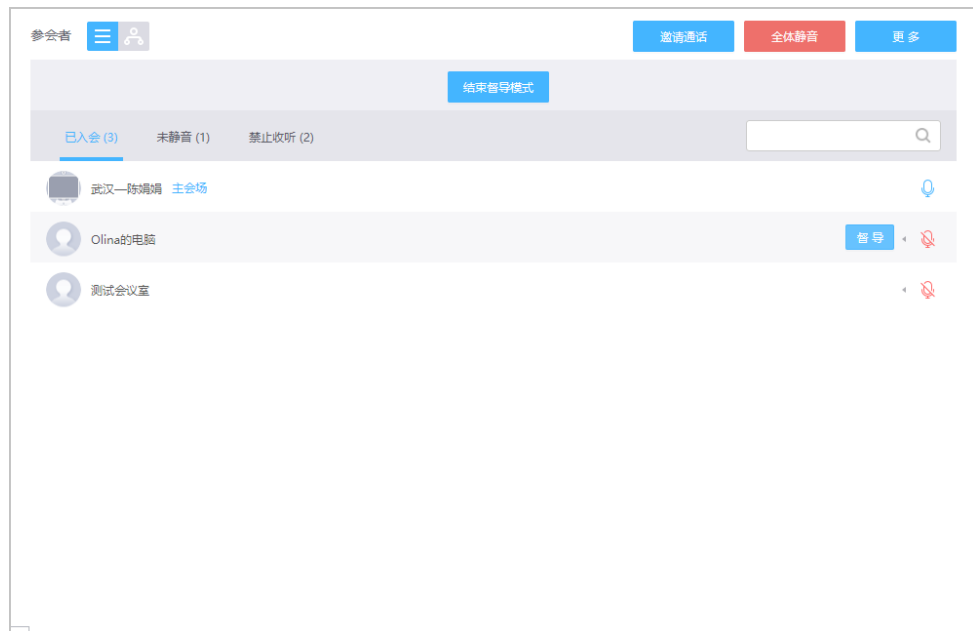 参会者 邀请通话 全体静音 更多
结束督导模式
已入会 (3) 未静音 (1) 禁止收听 (2)
武汉—陈娟娟 主会场
Olina的电脑 督导
测试会议室